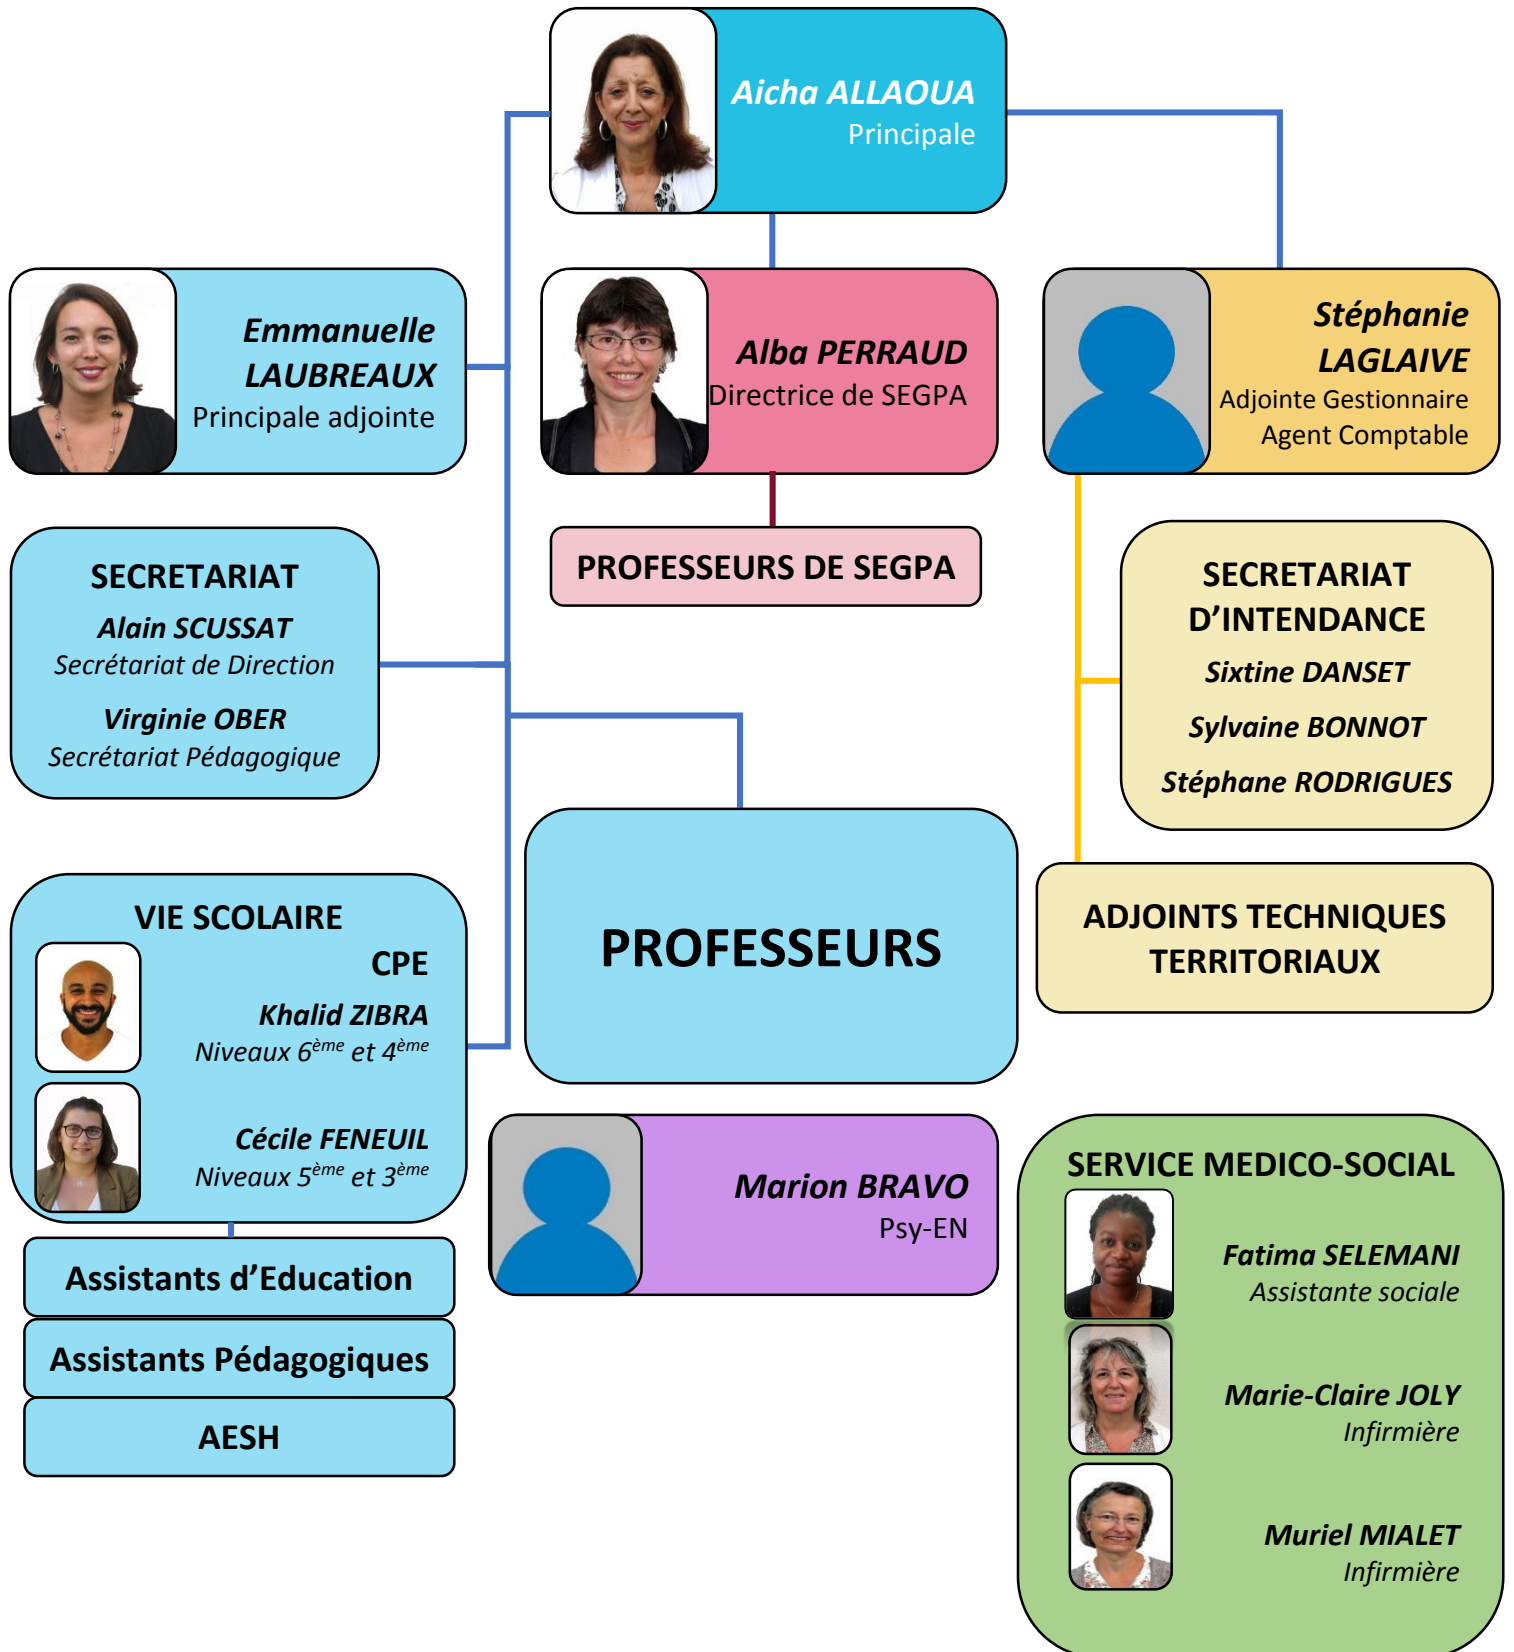 Aicha ALLAOUA
Principale
Emmanuelle
LAUBREAUX
Principale adjointe
Alba PERRAUD
Directrice de SEGPA
Stéphanie
LAGLAIVE
Adjointe Gestionnaire
Agent Comptable
SECRETARIAT
Alain SCUSSAT
Secrétariat de Direction
Virginie OBER
Secrétariat Pédagogique
PROFESSEURS DE SEGPA
SECRETARIAT
D’INTENDANCE
Sixtine DANSET
Sylvaine BONNOT
Stéphane RODRIGUES
VIE SCOLAIRE
CPE
Khalid ZIBRA
Niveaux 6ème et 4ème
Cécile FENEUIL
Niveaux 5ème et 3ème
PROFESSEURS
ADJOINTS TECHNIQUES
TERRITORIAUX
Assistants d’Education
Assistants Pédagogiques
AESH
Marion BRAVO
Psy-EN
SERVICE MEDICO-SOCIAL
Fatima SELEMANI
Assistante sociale
Marie-Claire JOLY
Infirmière
Muriel MIALET
Infirmière